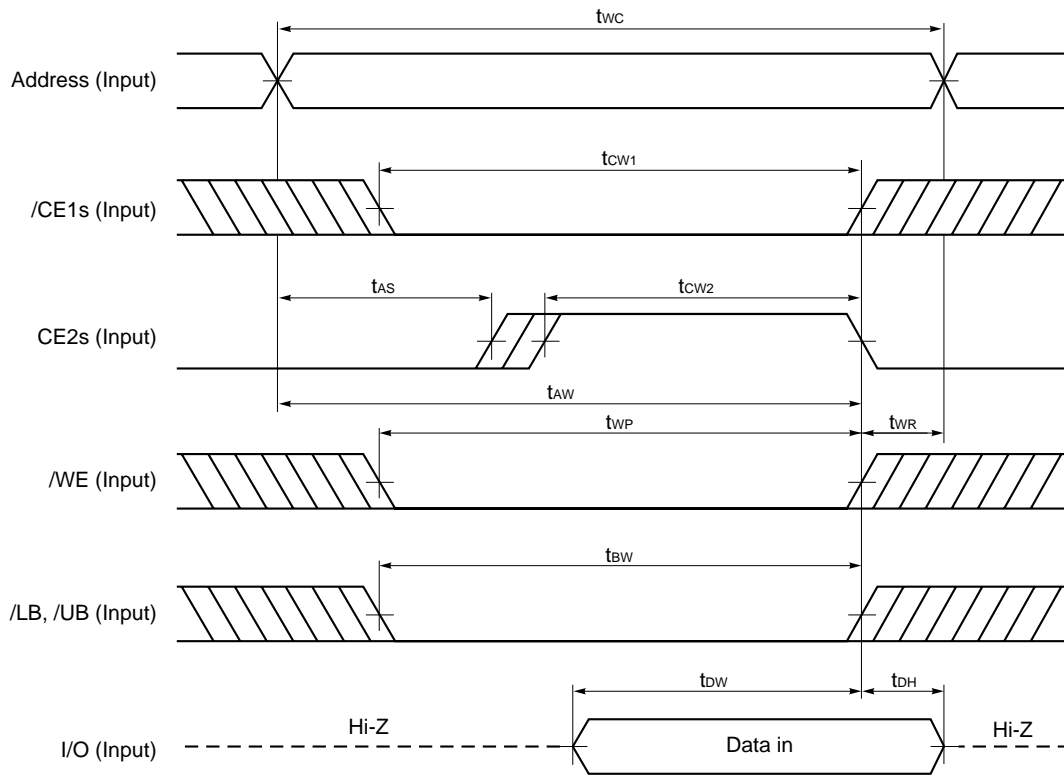 tWC
Address (Input)
tCW1
/CE1s (Input)
tAS
tCW2
CE2s (Input)
tAW
tWP
tWR
/WE (Input)
tBW
/LB, /UB (Input)
tDW
tDH
Hi-Z
Data in
Hi-Z
I/O (Input)